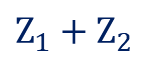 Z₁ + Z₂